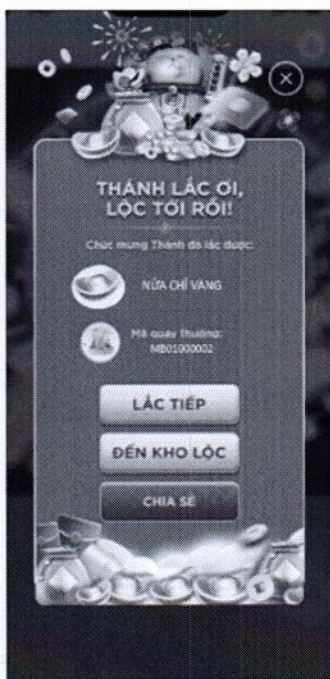 THÁNH LẮC ƠI,
LỘC TỚI RỒI!
Chúc mừng Thánh đã lắc được:
NỬA CHỈ VÀNG
Mã quay thưởng:
MB01000002
LẮC TIẾP
ĐẾN KHO LỘC
CHIA SẺ